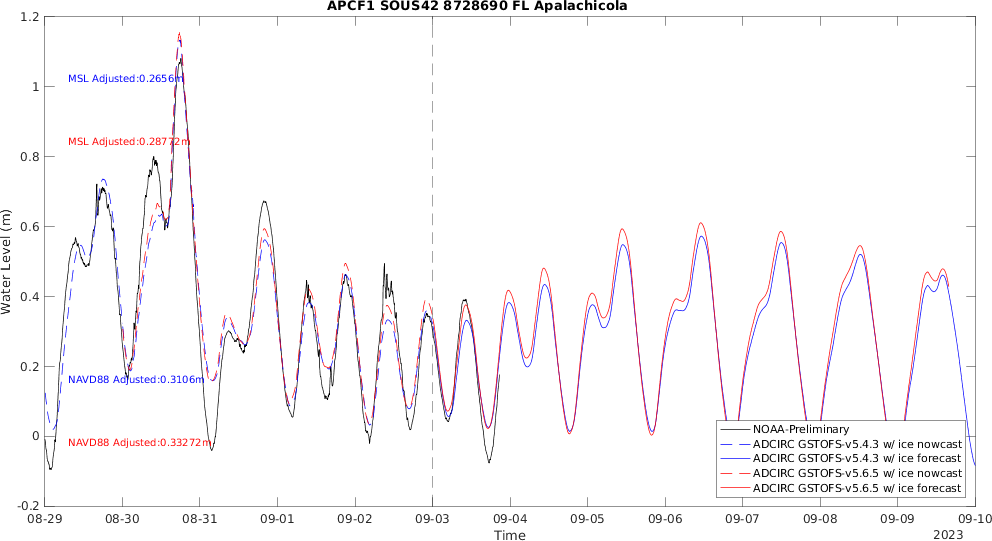 APCF1 SOUS42 8728690 FL Apalachicola
1.2
1
0.8
0.6
0.4
0.2
0
-0.2
Water Level (m)
MSL Adjusted:0.2656m
MSL Adjusted:0.28772m
NAVD88 Adjusted:0.3106m
NAVD88 Adjusted:0.33272m
NOAA-Preliminary
ADCIRC GSTOFS-v5.4.3 w/ ice nowcast
ADCIRC GSTOFS-v5.4.3 w/ ice forecast
ADCIRC GSTOFS-v5.6.5 w/ ice nowcast
ADCIRC GSTOFS-v5.6.5 w/ ice forecast
08-29 08-30 08-31 09-01 09-02 09-03 09-04 09-05 09-06 09-07 09-08 09-09 09-10
Time
2023